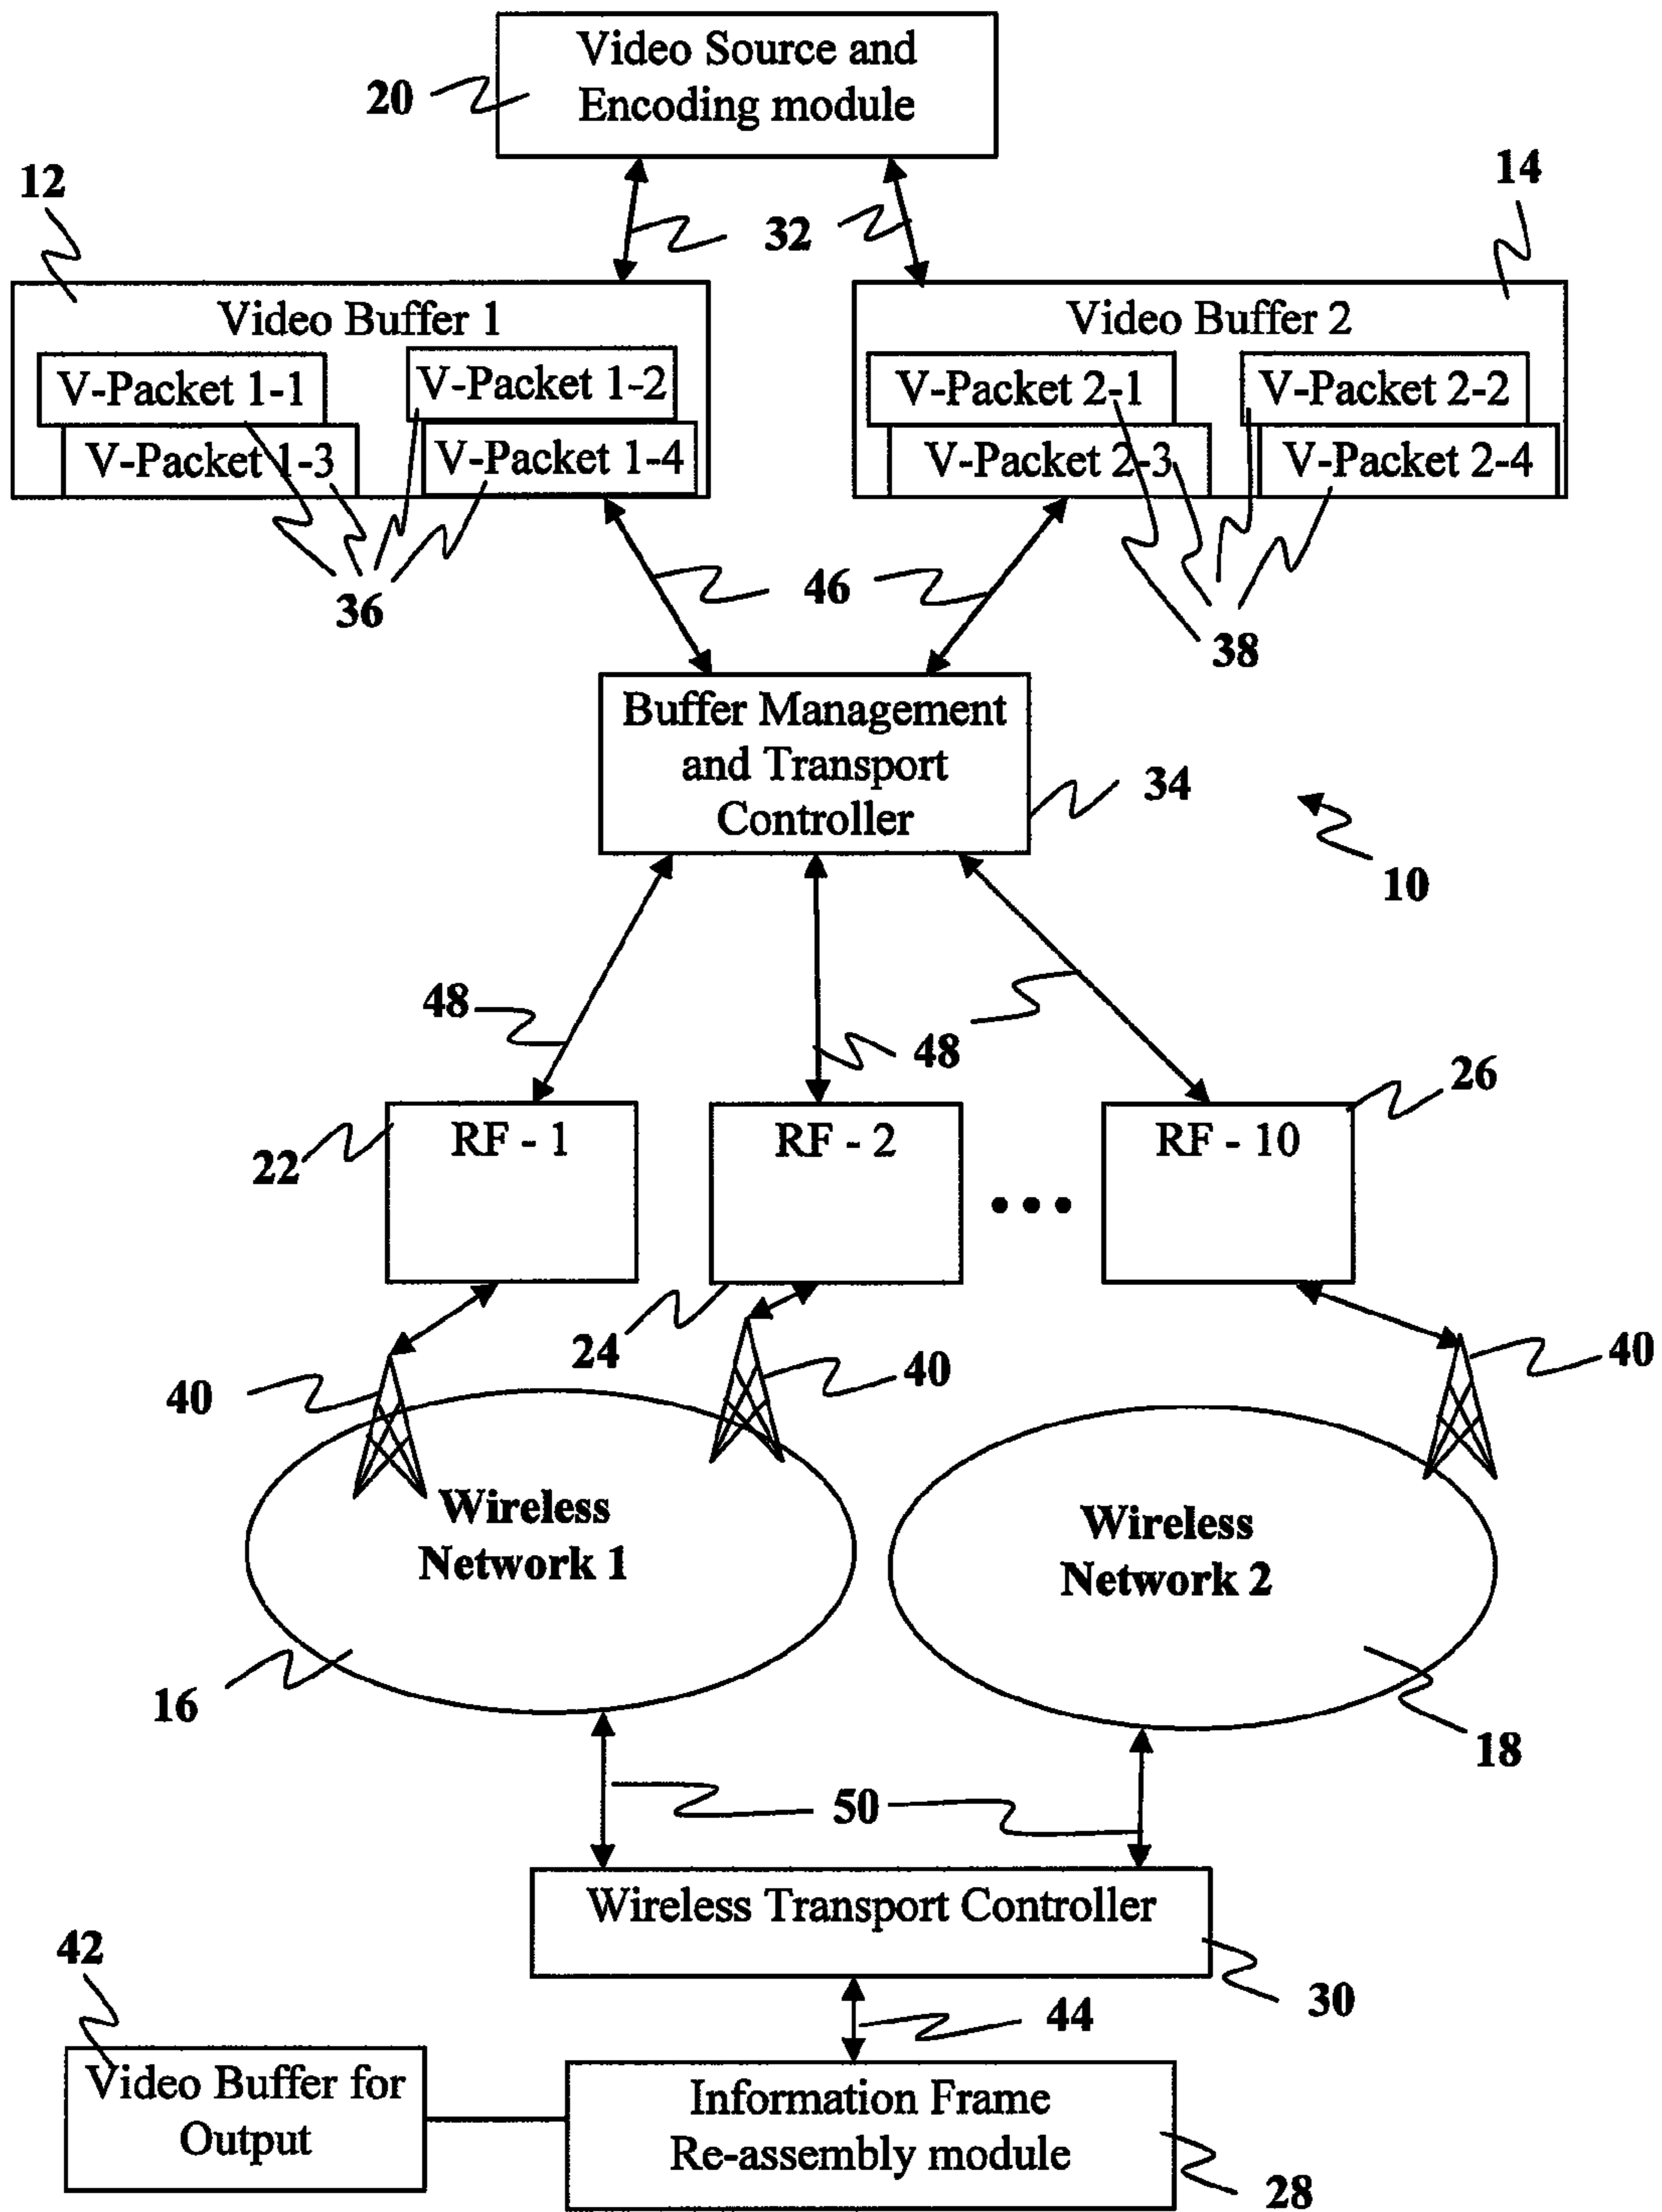 Video Source and
Encoding module
20
12
14
32
Video Buffer 1
V-Packet 1-1
V-Packet 1-2
V-Packet 1-3
V-Packet 1-4
Video Buffer 2
V-Packet 2-1
V-Packet 2-2
V-Packet 2-3
V-Packet 2-4
36
46
38
Buffer Management
and Transport
Controller
34
10
48
48
26
22
RF - 1
RF - 2
RF - 10
24
40
40
40
Wireless
Network 1
Wireless
Network 2
16
18
50
Wireless Transport Controller
30
42
44
Video Buffer for
Output
Information Frame
Re-assembly module
28